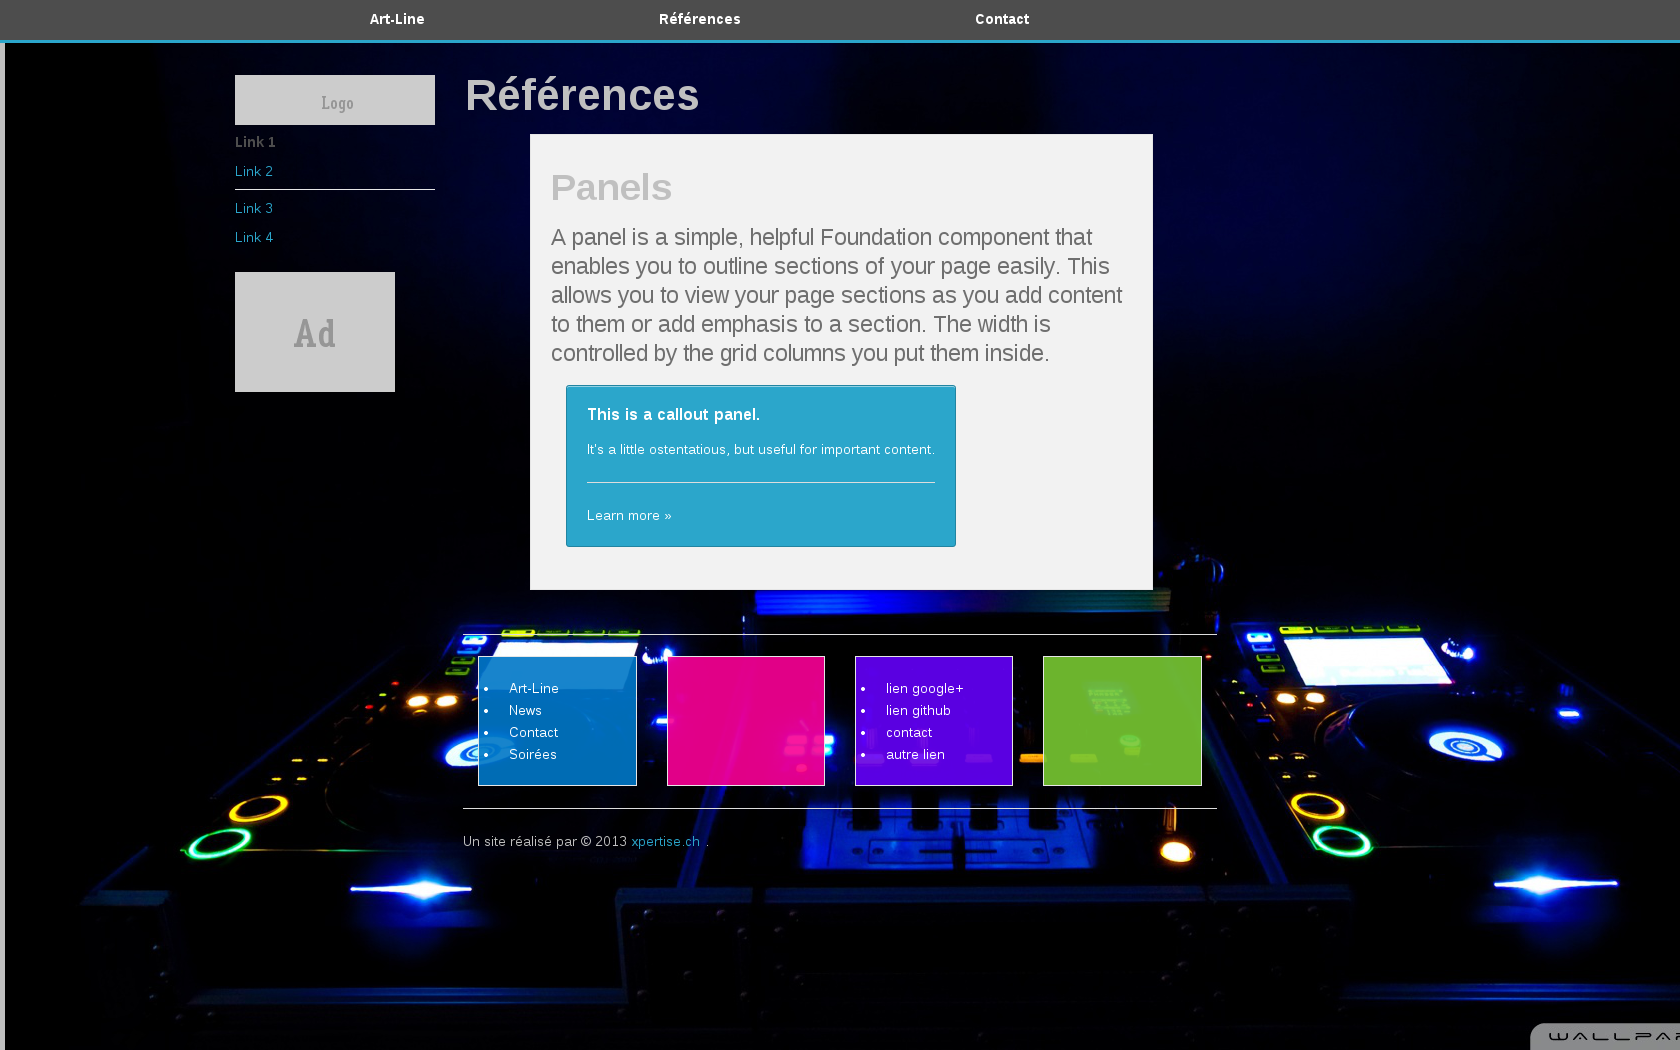 Art-Line
Références
Contact
Logo
Link 1
Link 2
Link 3
Link 4
Ad
Références
Panels
A panel is a simple, helpful Foundation component that
enables you to outline sections of your page easily. This
allows you to view your page sections as you add content
to them or add emphasis to a section. The width is
controlled by the grid columns you put them inside.
This is a callout panel.
It's a little ostentatious, but useful for important content.
Learn more »
• Art-Line
• News
• Contact
• Soirées
• lien google+
• lien github
• contact
• autre lien
Un site réalisé par © 2013 xpertise.ch .